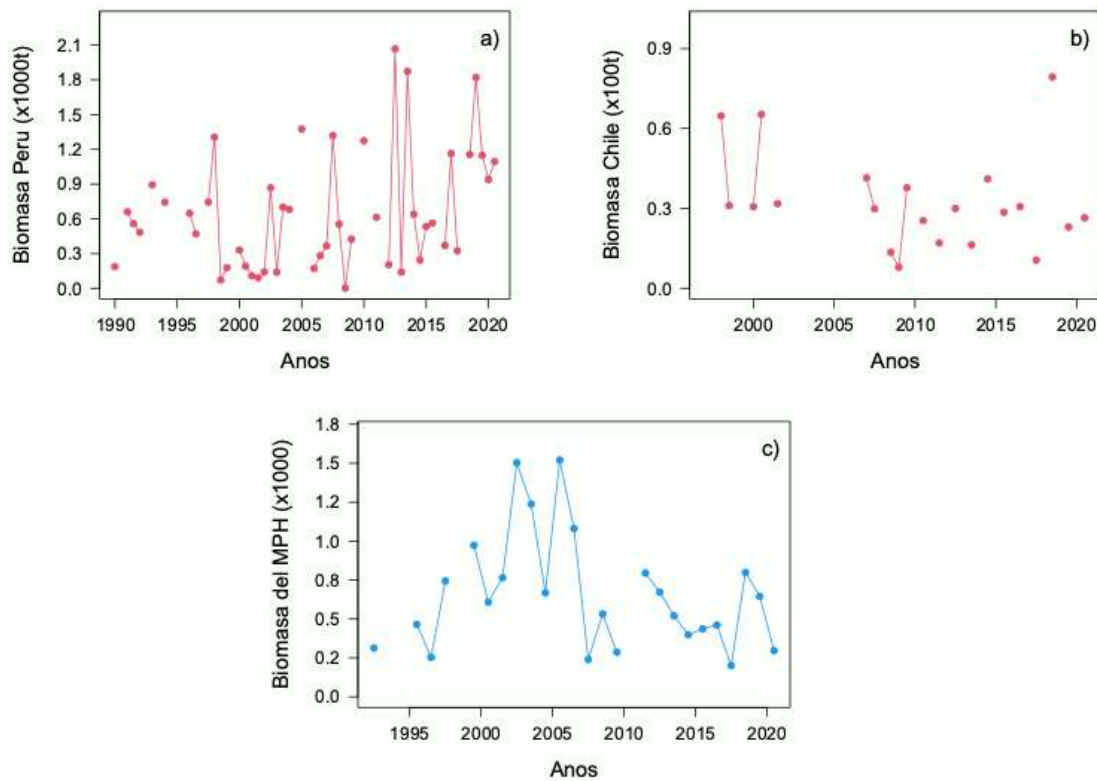 a)
Biomasa Peru (x1000t)
2.1
1.8
1.5
1.2
0.9
0.6
0.3
0.0
1990 1995 2000 2005 2010 2015 2020
Anos
b)
Biomasa Chile (x100t)
0.9
0.6
0.3
0.0
2000 2005 2010 2015 2020
Anos
c)
Biomasa del MPH (x1000)
1.8
1.5
1.2
1.0
0.8
0.5
0.2
0.0
1995 2000 2005 2010 2015 2020
Anos